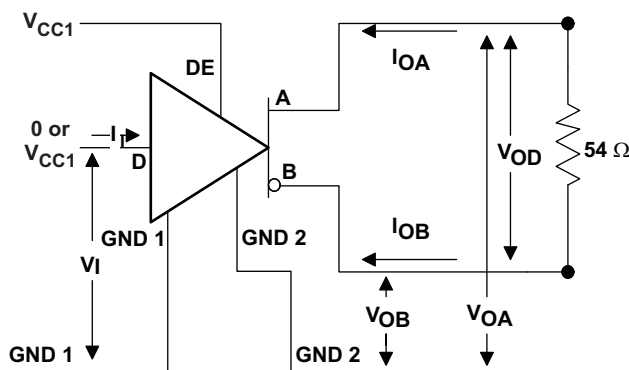 VCC1
DE
IOA
A
0 or
VCC1
II
D
VOD
54 Ω
B
GND 1
GND 2
IOB
VI
VOB
VOA
GND 1
GND 2